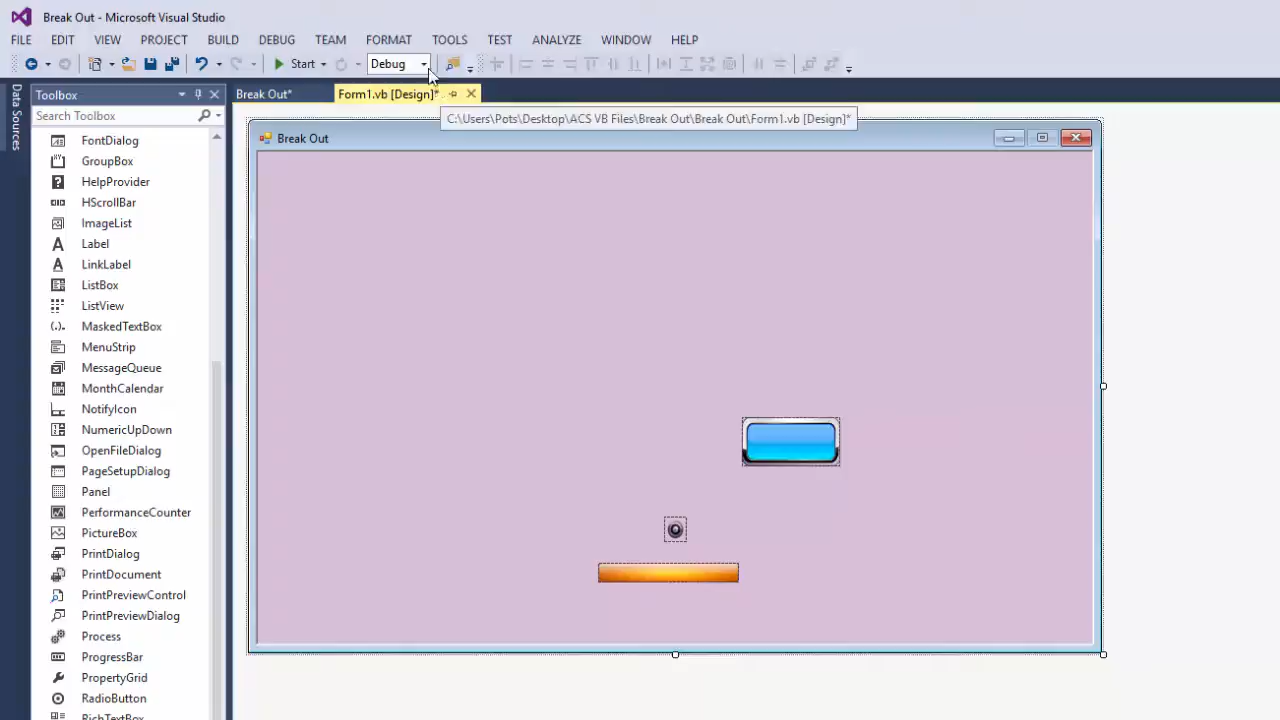 Break Out - Microsoft Visual Studio
FILE EDIT VIEW PROJECT BUILD DEBUG TEAM FORMAT TOOLS TEST ANALYZE WINDOW HELP
Start Debug
Data Sources
Toolbox
Break Out* Form1.vb [Design]*
Search Toolbox
C:\Users\Pots\Desktop\ACS VB Files\Break Out\Break Out\Form1.vb [Design]*
Break Out
FontDialog
GroupBox
HelpProvider
HScrollBar
ImageList
Label
LinkLabel
ListBox
ListView
MaskedTextBox
MenuStrip
MessageQueue
MonthCalendar
NotifyIcon
NumericUpDown
OpenFileDialog
PageSetupDialog
Panel
PerformanceCounter
PictureBox
PrintDialog
PrintDocument
PrintPreviewControl
PrintPreviewDialog
Process
ProgressBar
PropertyGrid
RadioButton
RichTextBox